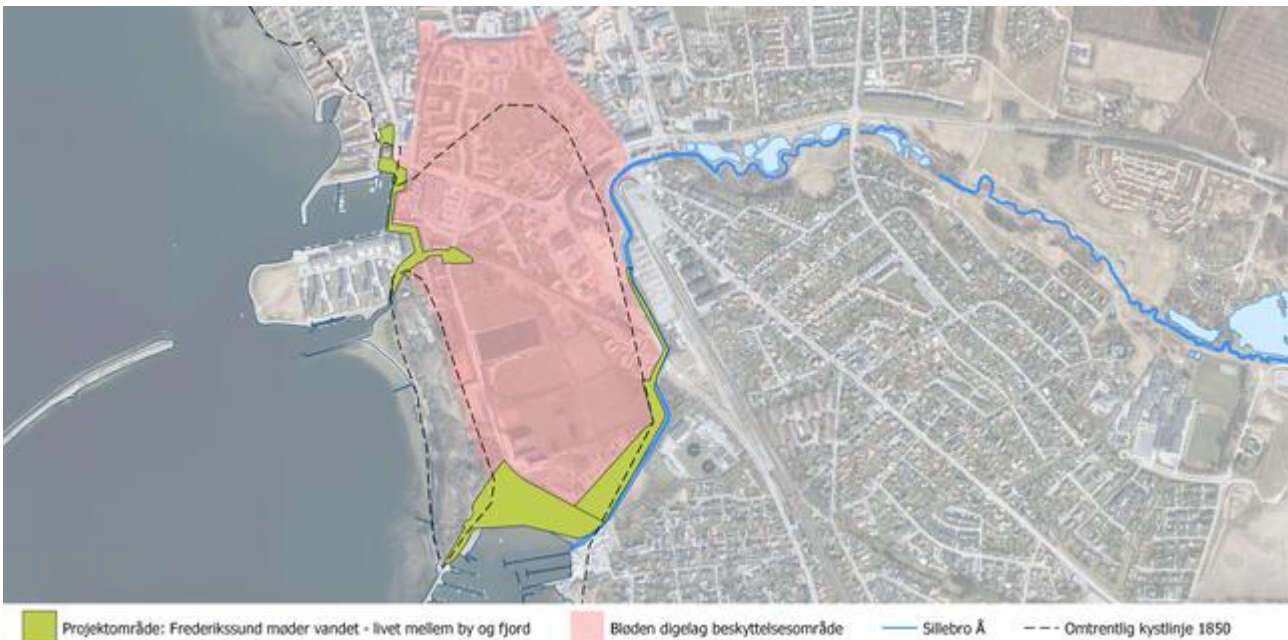 Projektområde: Frederikssund møder vandet - livet mellem by og fjord
Bløden digelag beskyttelsesområde
Sillebro Å
Omtrentlig kystlinje 1850